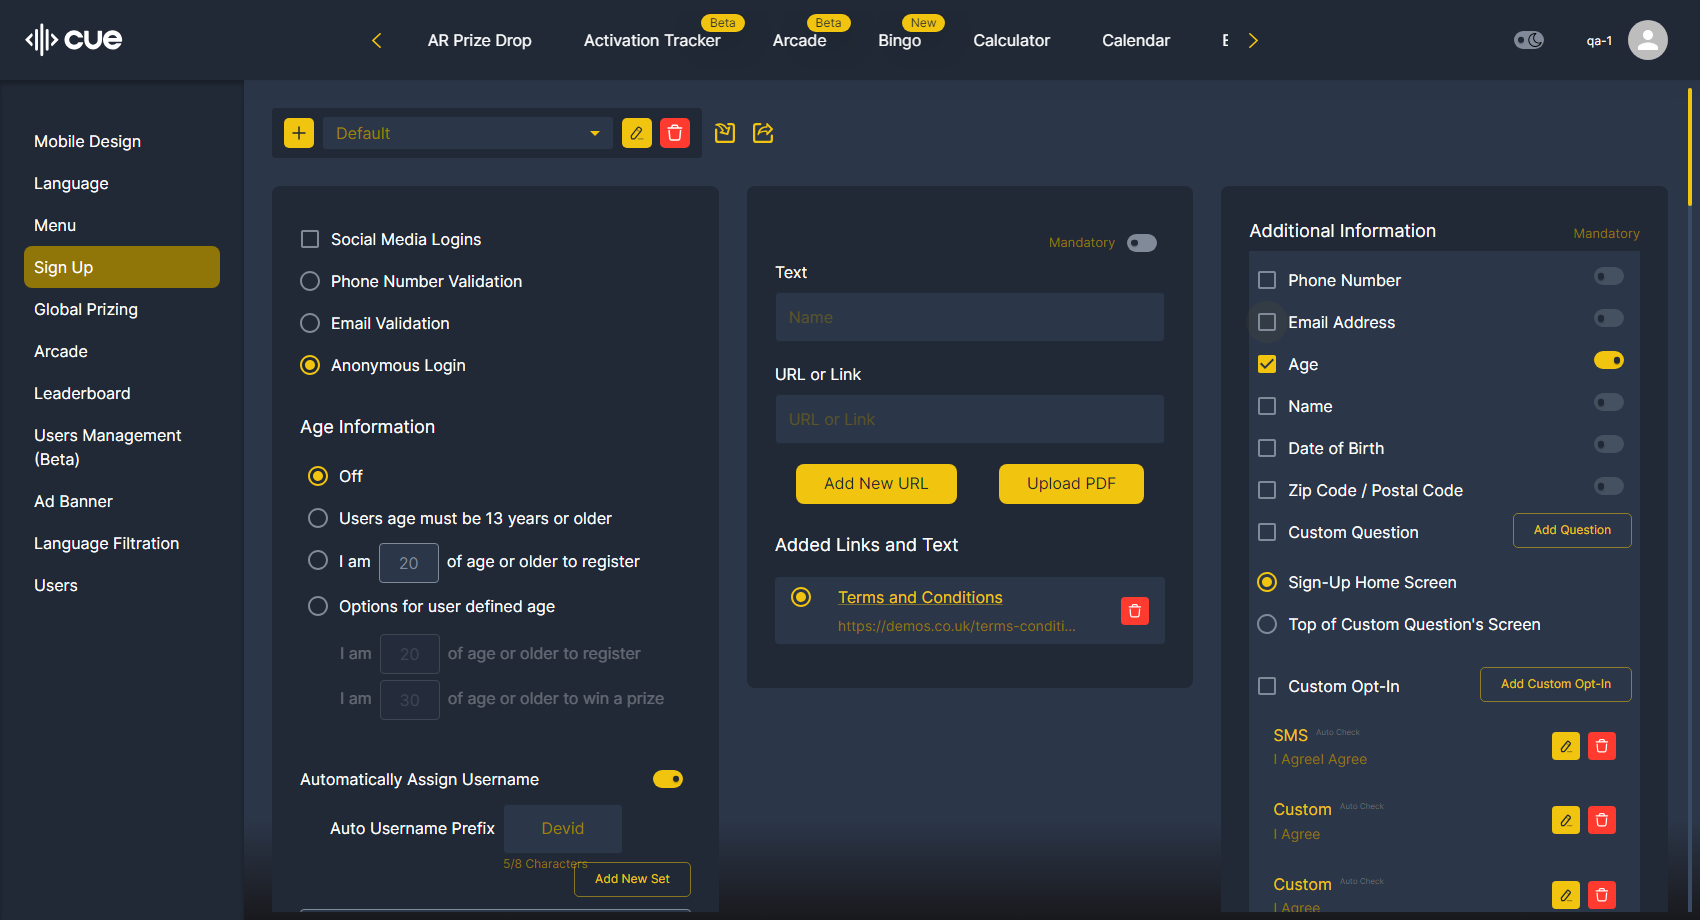 cue
AR Prize Drop
Activation Tracker
Beta
Arcade
Beta
Bingo
New
Calculator
Calendar
qa-1
Mobile Design
Language
Menu
Sign Up
Global Prizing
Arcade
Leaderboard
Users Management
(Beta)
Ad Banner
Language Filtration
Users
Default
Social Media Logins
Phone Number Validation
Email Validation
Anonymous Login
Age Information
Off
Users age must be 13 years or older
I am 20 of age or older to register
Options for user defined age
I am 20 of age or older to register
I am 30 of age or older to win a prize
Automatically Assign Username
Auto Username Prefix Devid
5/8 Characters
Add New Set
Mandatory
Text
Name
URL or Link
URL or Link
Add New URL
Upload PDF
Added Links and Text
Terms and Conditions
https://demos.co.uk/terms-conditi...
Additional Information
Mandatory
Phone Number
Email Address
Age
Name
Date of Birth
Zip Code / Postal Code
Custom Question
Add Question
Sign-Up Home Screen
Top of Custom Question's Screen
Custom Opt-In
Add Custom Opt-In
SMS Auto Check
I AgreeI Agree
Custom Auto Check
I Agree
Custom Auto Check
I Agree